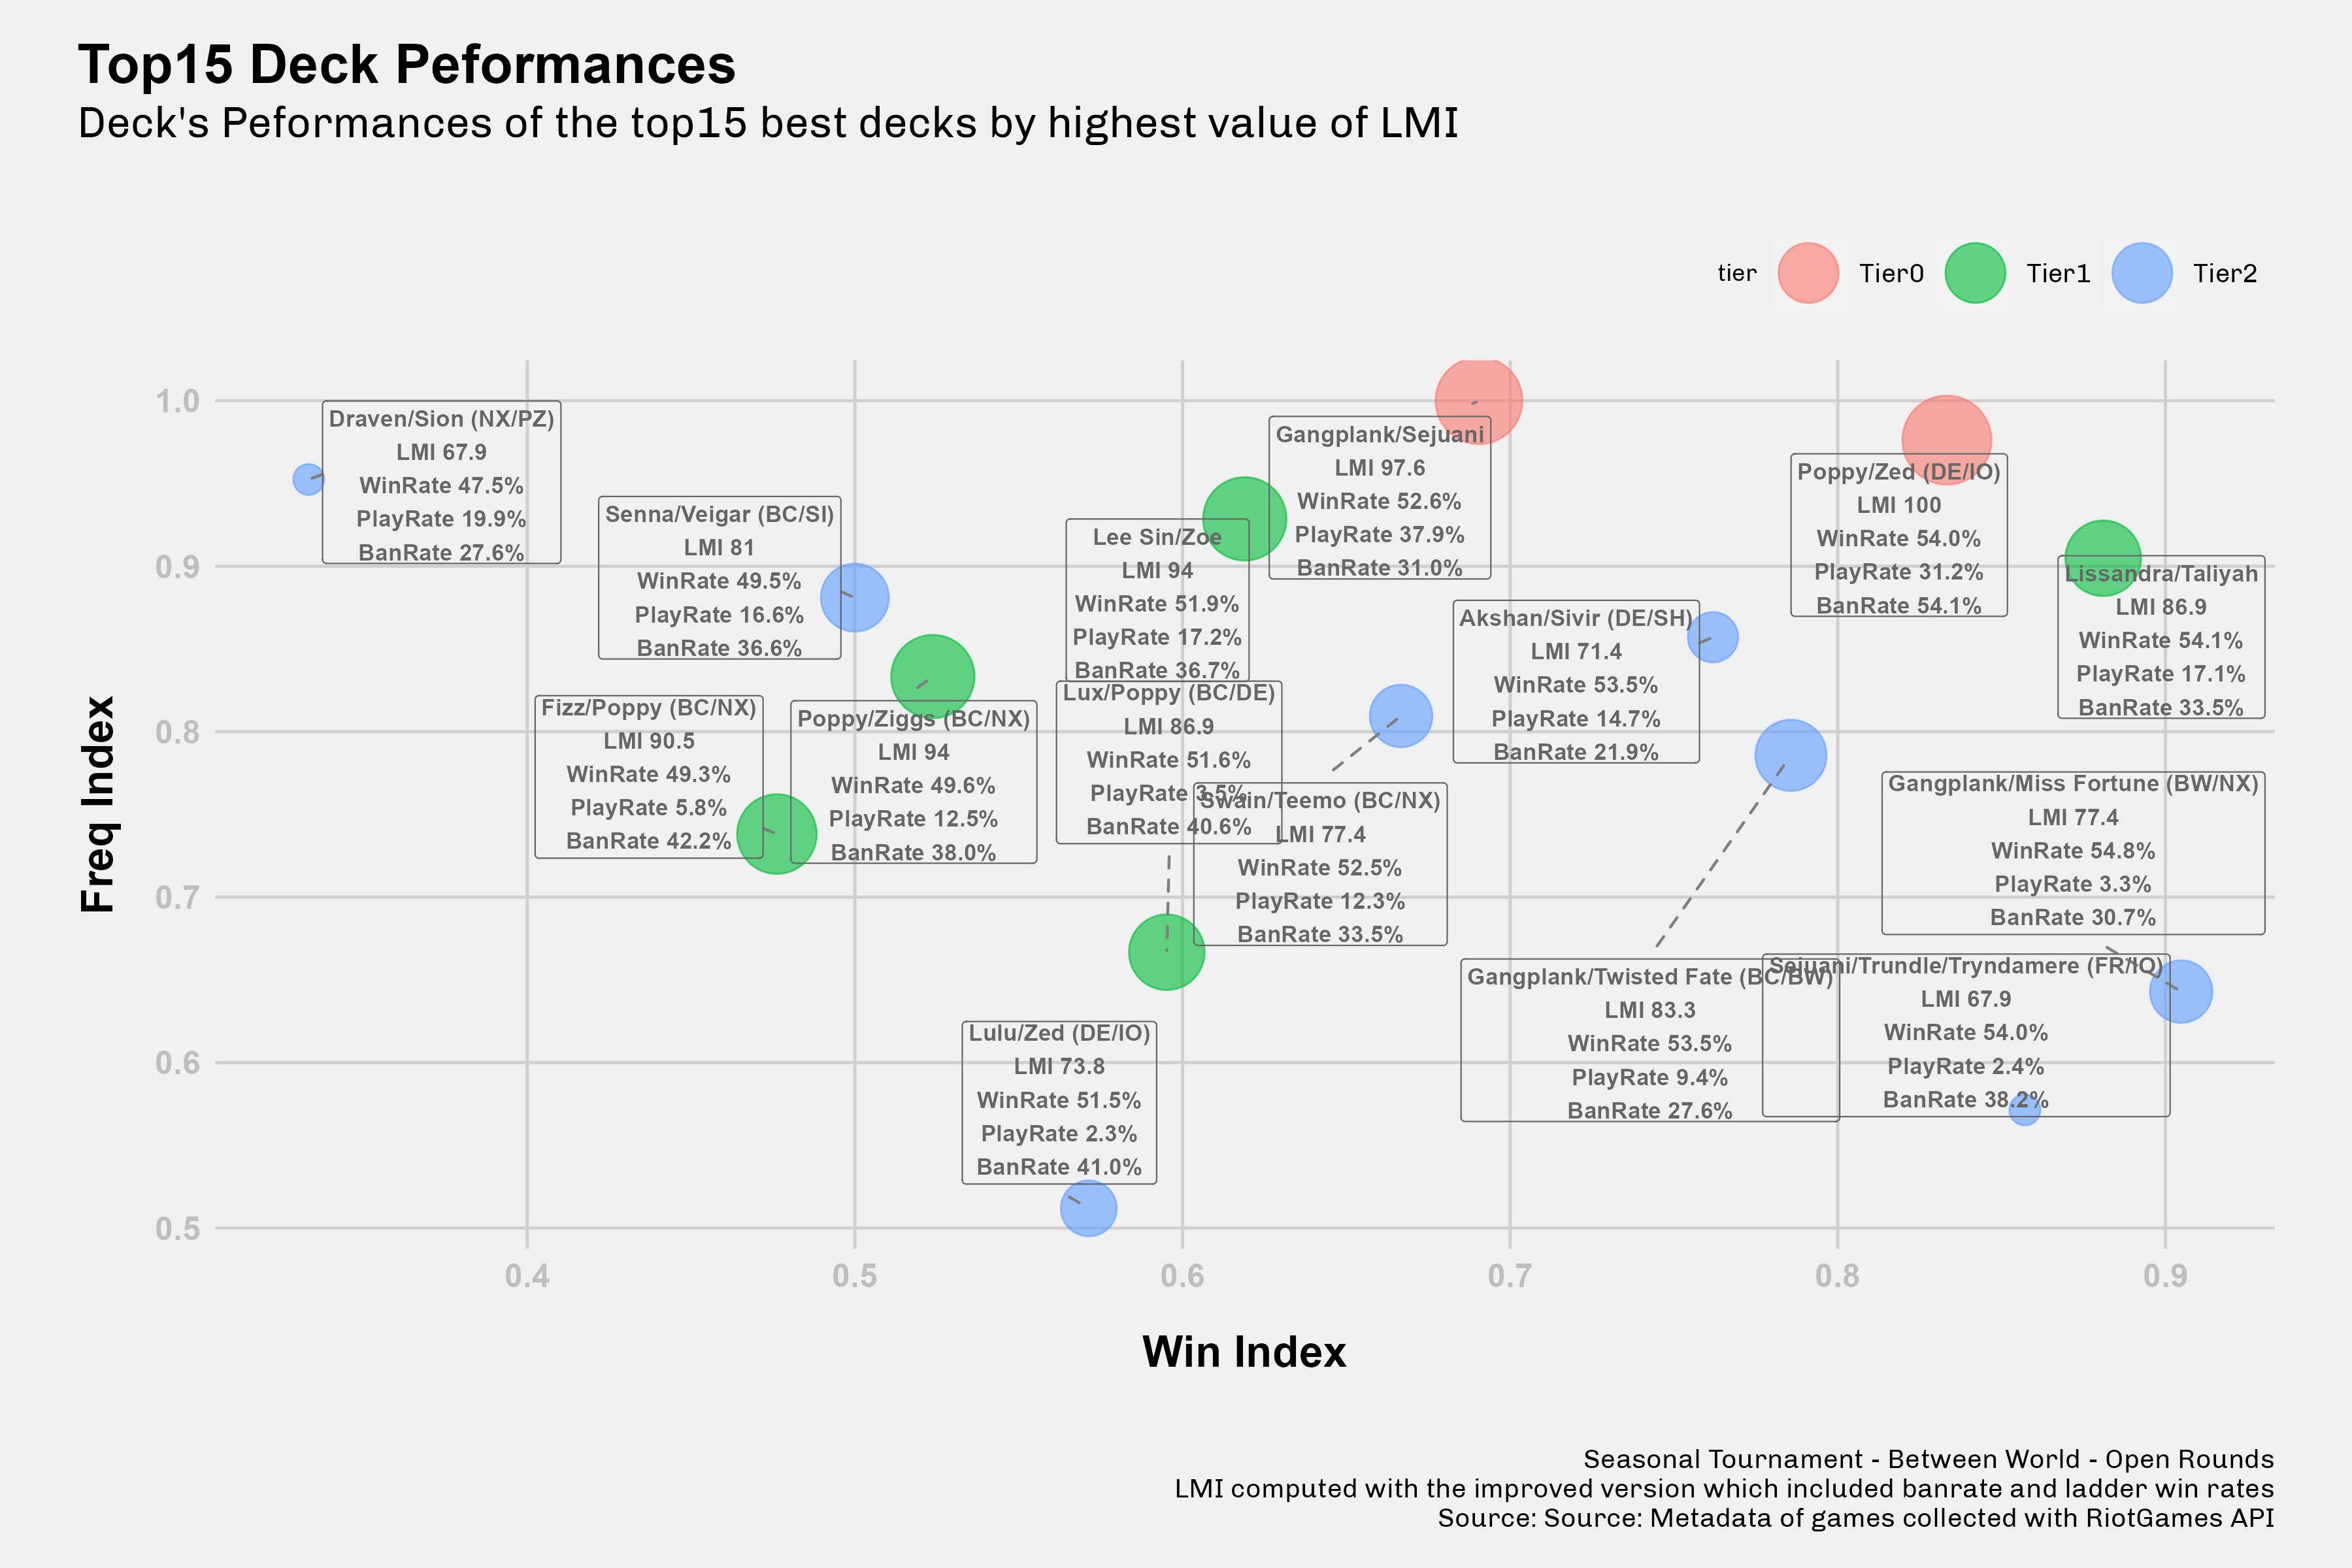 Top15 Deck Peformances
Deck's Peformances of the top15 best decks by highest value of LMI
tier Tier0 Tier1 Tier2
Freq Index
1.0
0.9
0.8
0.7
0.6
0.5
Draven/Sion (NX/PZ)
LMI 67.9
WinRate 47.5%
PlayRate 19.9%
BanRate 27.6%
Senna/Veigar (BC/SI)
LMI 81
WinRate 49.5%
PlayRate 16.6%
BanRate 36.6%
Fizz/Poppy (BC/NX)
LMI 90.5
WinRate 49.3%
PlayRate 5.8%
BanRate 42.2%
Poppy/Ziggs (BC/NX)
LMI 94
WinRate 49.6%
PlayRate 12.5%
BanRate 38.0%
Lee Sin/Zoe
LMI 94
WinRate 51.9%
PlayRate 17.2%
BanRate 36.7%
Gangplank/Sejuani
LMI 97.6
WinRate 52.6%
PlayRate 37.9%
BanRate 31.0%
Lux/Poppy (BC/DE)
LMI 86.9
WinRate 51.6%
PlayRate 3.5%
BanRate 40.6%
Swain/Teemo (BC/NX)
LMI 77.4
WinRate 52.5%
PlayRate 12.3%
BanRate 33.5%
Akshan/Sivir (DE/SH)
LMI 71.4
WinRate 53.5%
PlayRate 14.7%
BanRate 21.9%
Poppy/Zed (DE/IO)
LMI 100
WinRate 54.0%
PlayRate 31.2%
BanRate 54.1%
Lissandra/Taliyah
LMI 86.9
WinRate 54.1%
PlayRate 17.1%
BanRate 33.5%
Gangplank/Miss Fortune (BW/NX)
LMI 77.4
WinRate 54.8%
PlayRate 3.3%
BanRate 30.7%
Gangplank/Twisted Fate (BC/BW)
LMI 83.3
WinRate 53.5%
PlayRate 9.4%
BanRate 27.6%
Sejuani/Trundle/Tryndamere (FR/IO)
LMI 67.9
WinRate 54.0%
PlayRate 2.4%
BanRate 38.2%
Lulu/Zed (DE/IO)
LMI 73.8
WinRate 51.5%
PlayRate 2.3%
BanRate 41.0%
0.4 0.5 0.6 0.7 0.8 0.9
Win Index
Seasonal Tournament - Between World - Open Rounds
LMI computed with the improved version which included banrate and ladder win rates
Source: Source: Metadata of games collected with RiotGames API